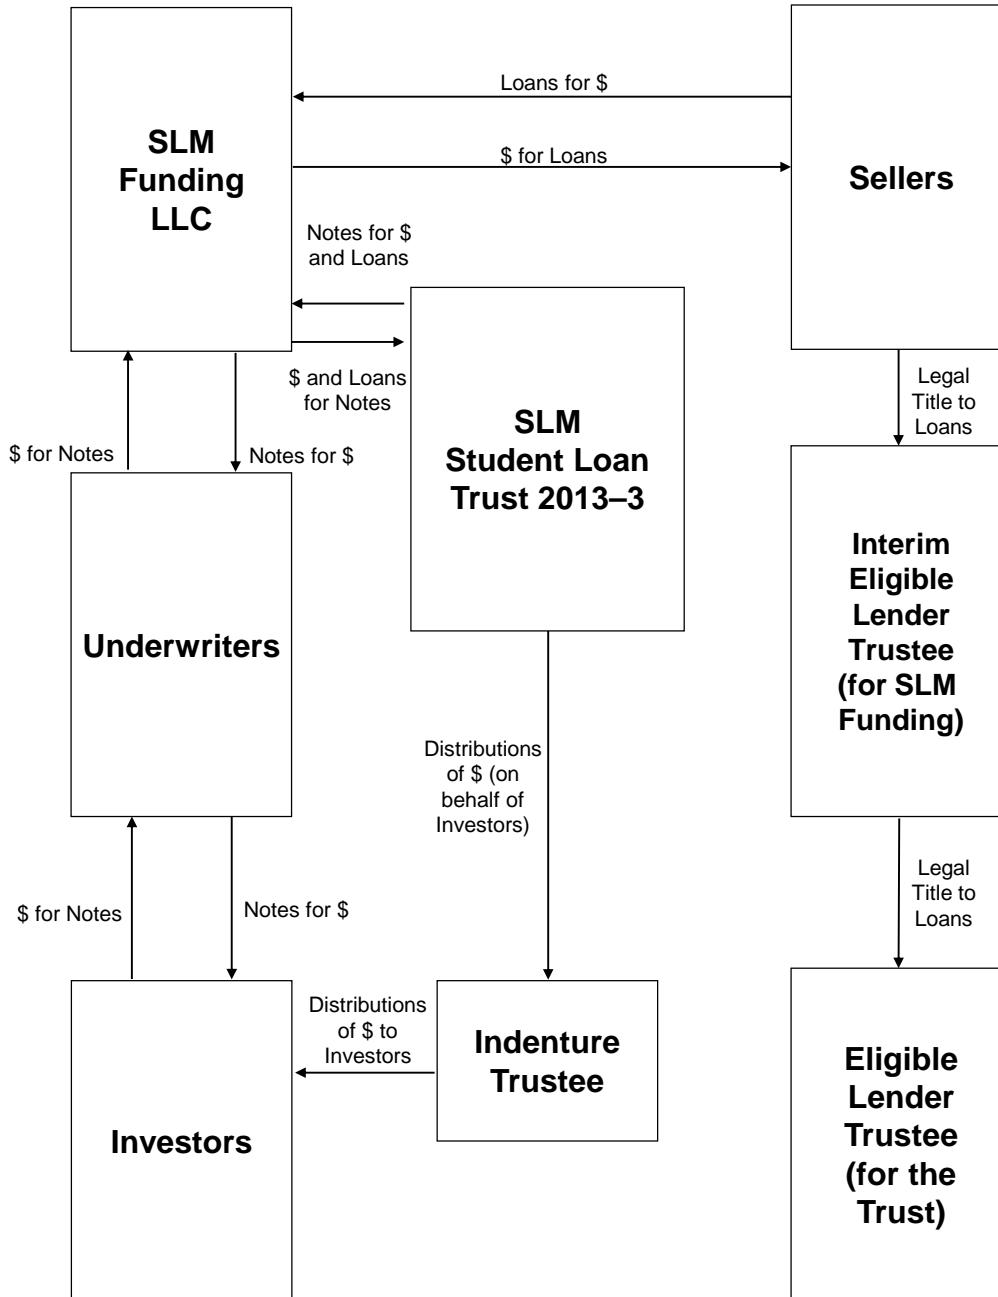 Loans for $
SLM
Funding
LLC
$ for Loans
Sellers
Notes for $
and Loans
$ and Loans
for Notes
Legal
Title to
Loans
$ for Notes
Notes for $
SLM
Student Loan
Trust 2013–3
Interim
Eligible
Lender
Trustee
(for SLM
Funding)
Underwriters
Distributions
of $ (on
behalf of
Investors)
Legal
Title to
Loans
$ for Notes
Notes for $
Distributions
of $ to
Investors
Indenture
Trustee
Investors
Eligible
Lender
Trustee
(for the
Trust)